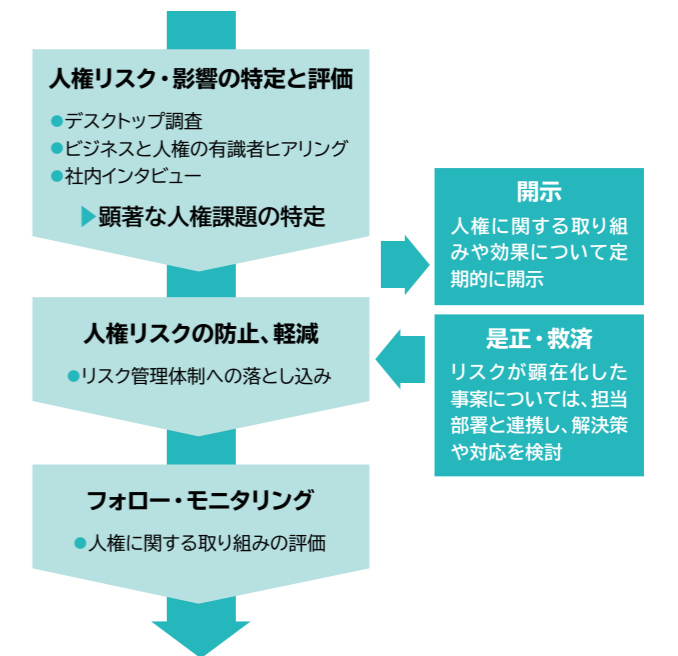 人権リスク・影響の特定と評価
●デスクトップ調査
●ビジネスと人権の有識者ヒアリング
●社内インタビュー
▶顕著な人権課題の特定
開示
人権に関する取り組
みや効果について定
期的に開示
人権リスクの防止、軽減
●リスク管理体制への落とし込み
是正・救済
リスクが顕在化した
事案については、担当
部署と連携し、解決策
や対応を検討
フォロー・モニタリング
●人権に関する取り組みの評価